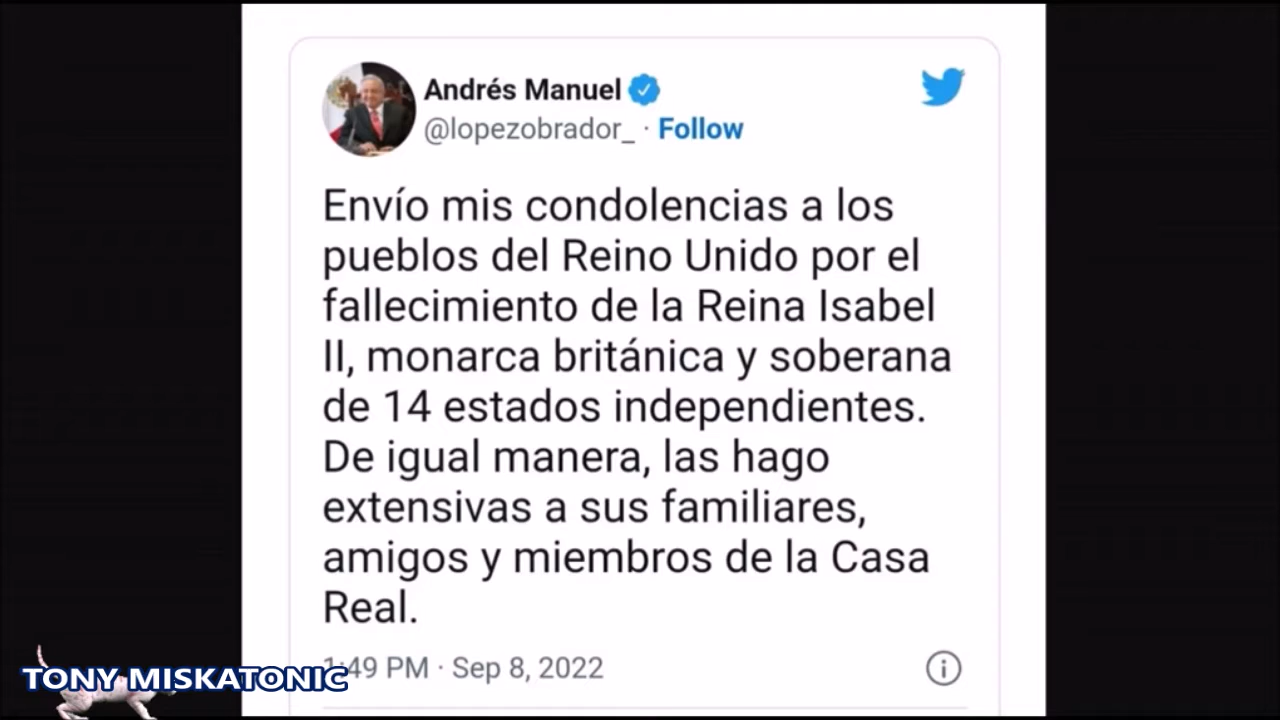 Andrés Manuel
@lopezobrador_ · Follow
Envío mis condolencias a los
pueblos del Reino Unido por el
fallecimiento de la Reina Isabel
II, monarca británica y soberana
de 14 estados independientes.
De igual manera, las hago
extensivas a sus familiares,
amigos y miembros de la Casa
Real.
1:49 PM · Sep 8, 2022
TONY MISKATONIC